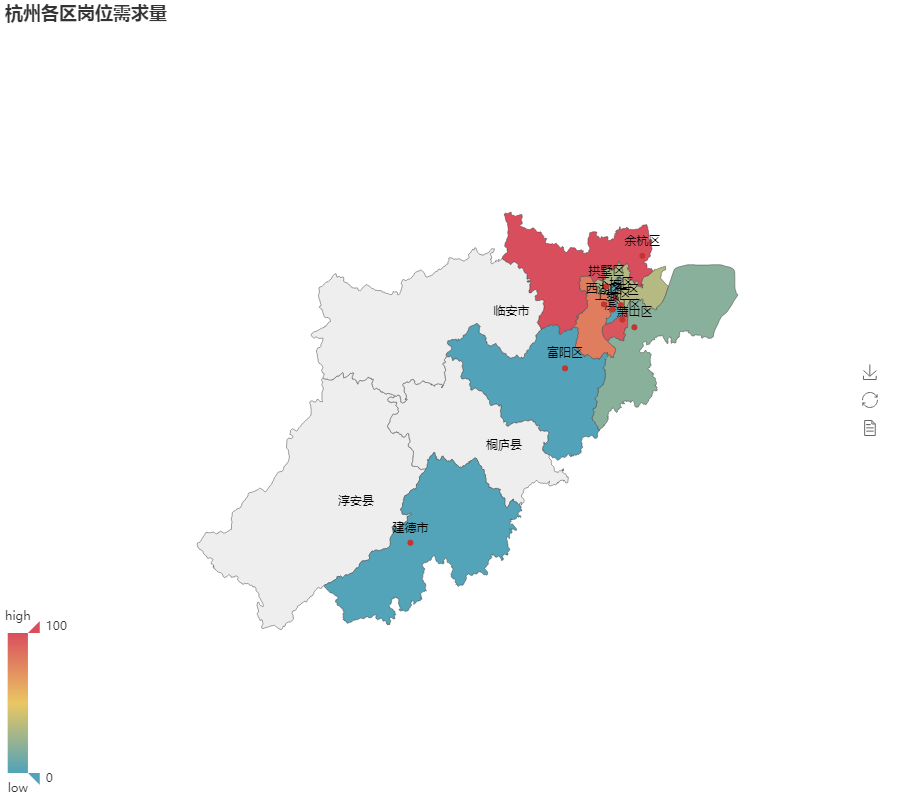 杭州各区岗位需求量
余杭区
拱墅区
西湖区
萧山区
临安市
富阳区
桐庐县
淳安县
建德市
high
100
0
low